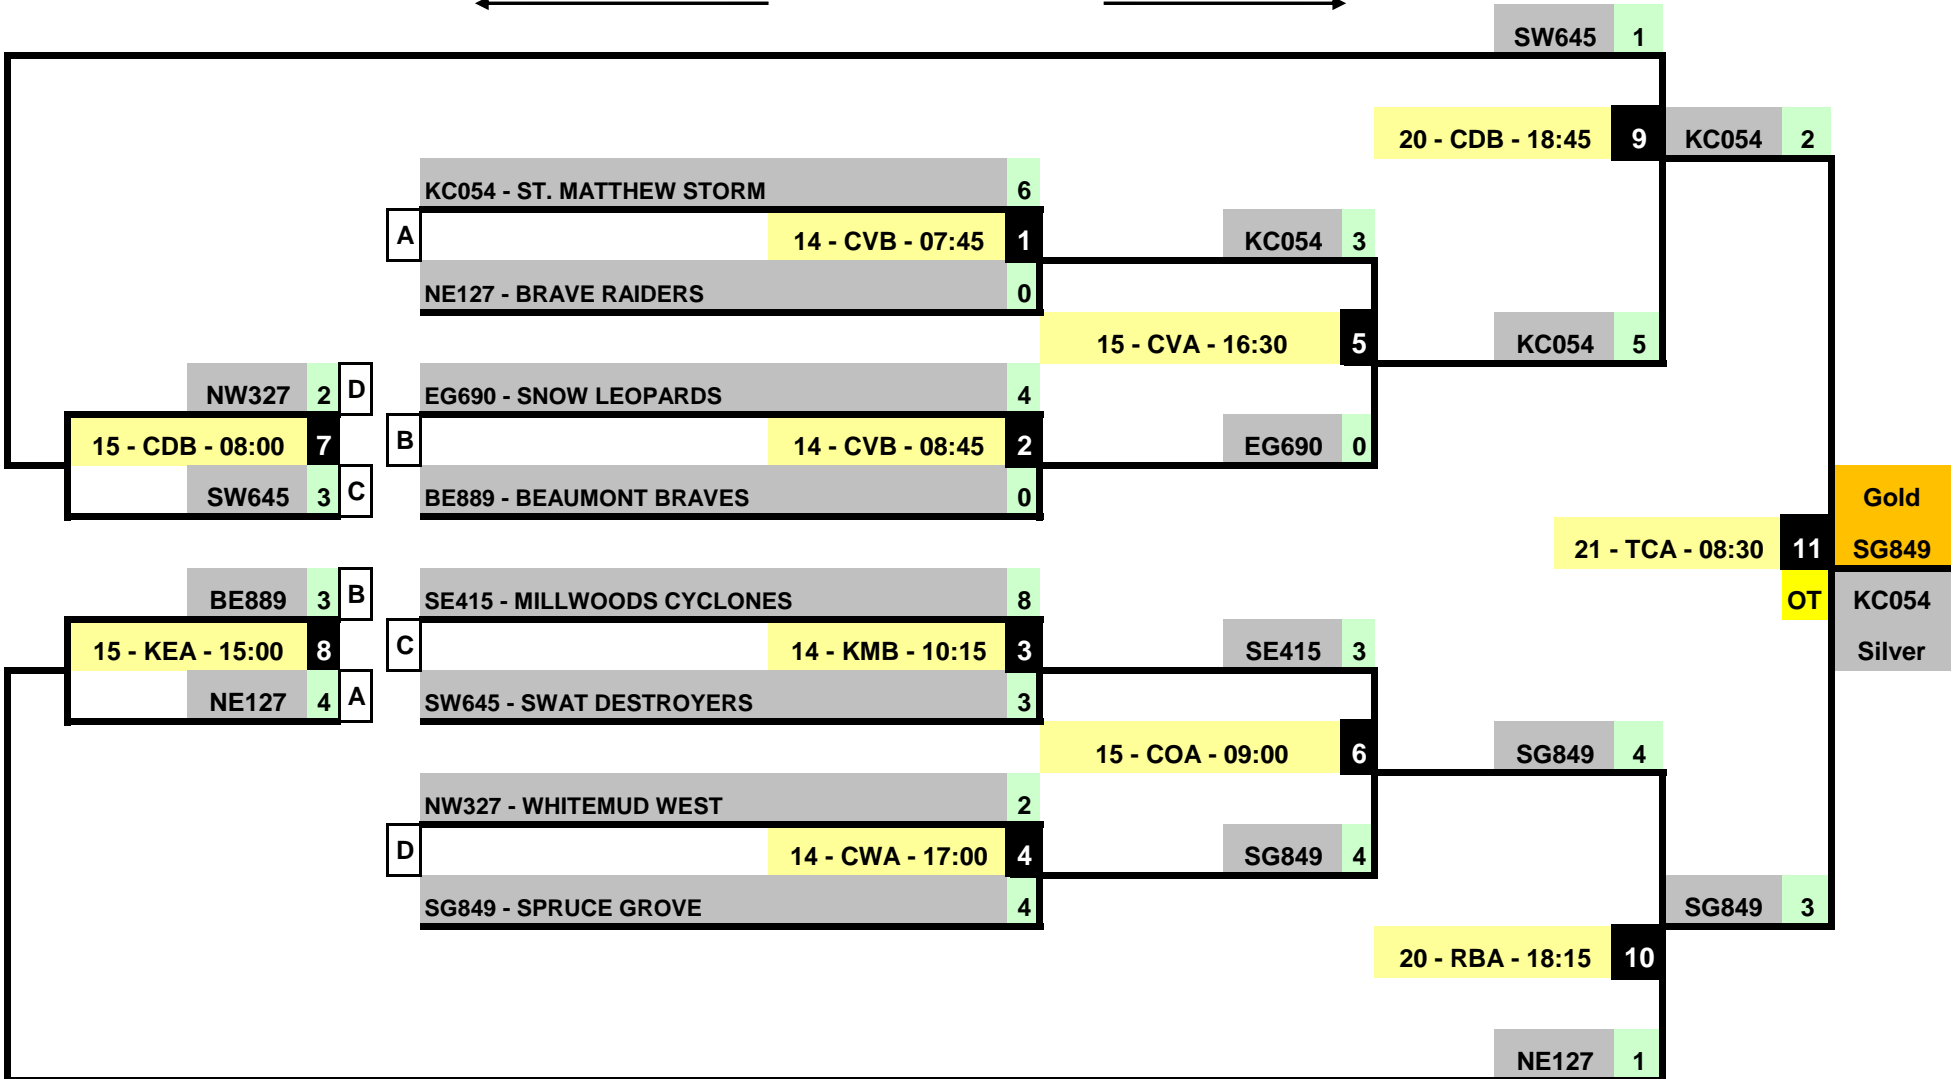 SW645 1
20 - CDB - 18:45 9 KC054 2
KC054 - ST. MATTHEW STORM 6
A 14 - CVB - 07:45 1 KC054 3
NE127 - BRAVE RAIDERS 0
15 - CVA - 16:30 5 KC054 5
NW327 2 D EG690 - SNOW LEOPARDS 4
15 - CDB - 08:00 7 B 14 - CVB - 08:45 2 EG690 0
SW645 3 C BE889 - BEAUMONT BRAVES 0 Gold
21 - TCA - 08:30 11 SG849
BE889 3 B SE415 - MILLWOODS CYCLONES 8 OT KC054
15 - KEA - 15:00 8 C 14 - KMB - 10:15 3 SE415 3 Silver
NE127 4 A SW645 - SWAT DESTROYERS 3
15 - COA - 09:00 6 SG849 4
NW327 - WHITEMUD WEST 2
D 14 - CWA - 17:00 4 SG849 4
SG849 - SPRUCE GROVE 4 SG849 3
20 - RBA - 18:15 10
NE127 1